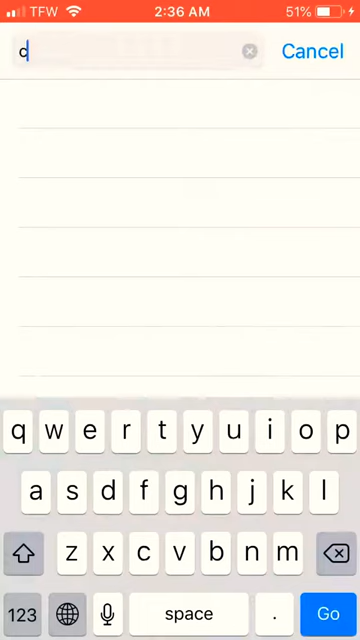 TFW 2:36 AM 51%
c Cancel
q w e r t y u i o p
a s d f g h j k l
z x c v b n m
123 space . Go